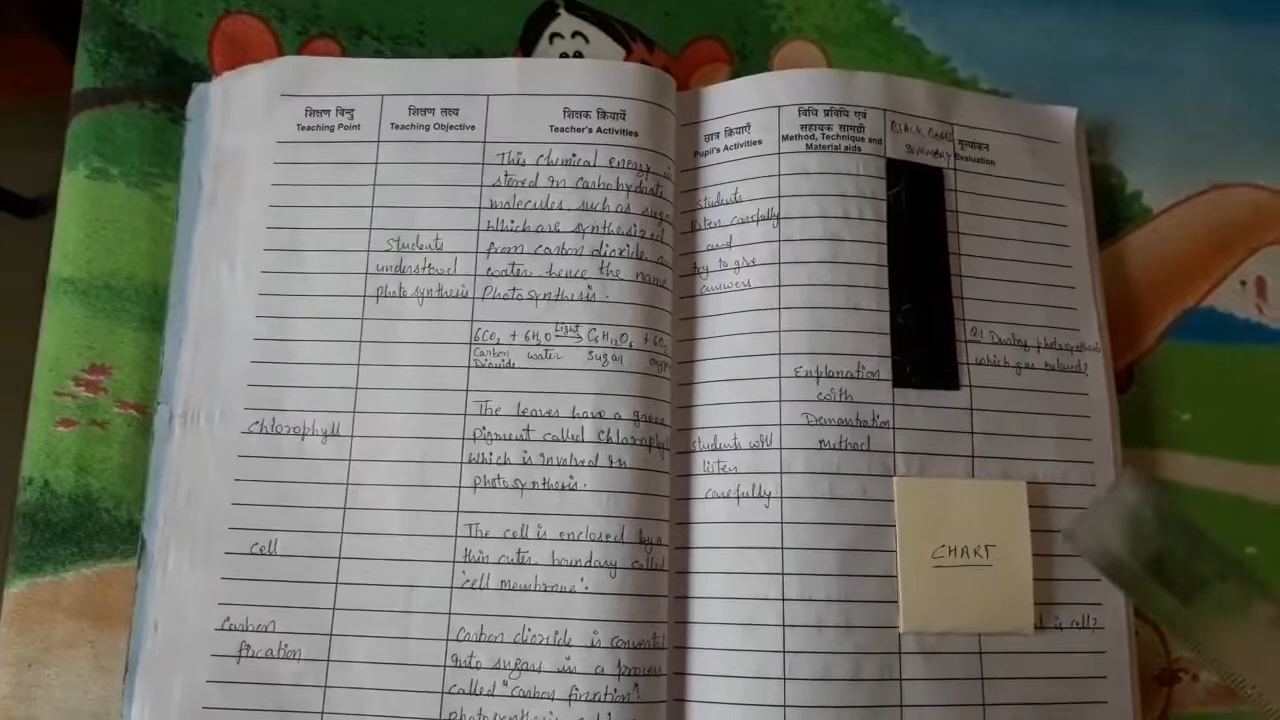 शिक्षण बिन्दु
Teaching Point
शिक्षण लक्ष्य
Teaching Objective
शिक्षक क्रियायें
Teacher's Activities
छात्र क्रियाएँ
Pupil's Activities
विधि प्रविधि एवं
सहायक सामग्री
Method, Technique and
Material aids
BLACK BOARD
SUMMARY
मूल्यांकन
Evaluation
students
understood
photosynthesis
This chemical energy
stored in carbohydrate
molecules, such as
Which are synthesized
from carbon dioxide
water, hence the name
Photosynthesis.
6CO2 + 6H2O Light → C6H12O6 + 6O2
Carbon water Sugar
Dioxide
students
listen carefully
and
try to give
answers
Q.1 During photosynthesis
which gas
Explanation
with
Method
Chlorophyll
The leaves have a green
pigment called Chlorophyll
Which is involved in
photosynthesis.
students will
listen
carefully
CHART
cell
The cell is enclosed by a
thin outer boundary called
'cell membrane'.
is cell?
Carbon
fixation
Carbon dioxide is converted
into sugars in a process
called "carbon fixation".
photosynthesis